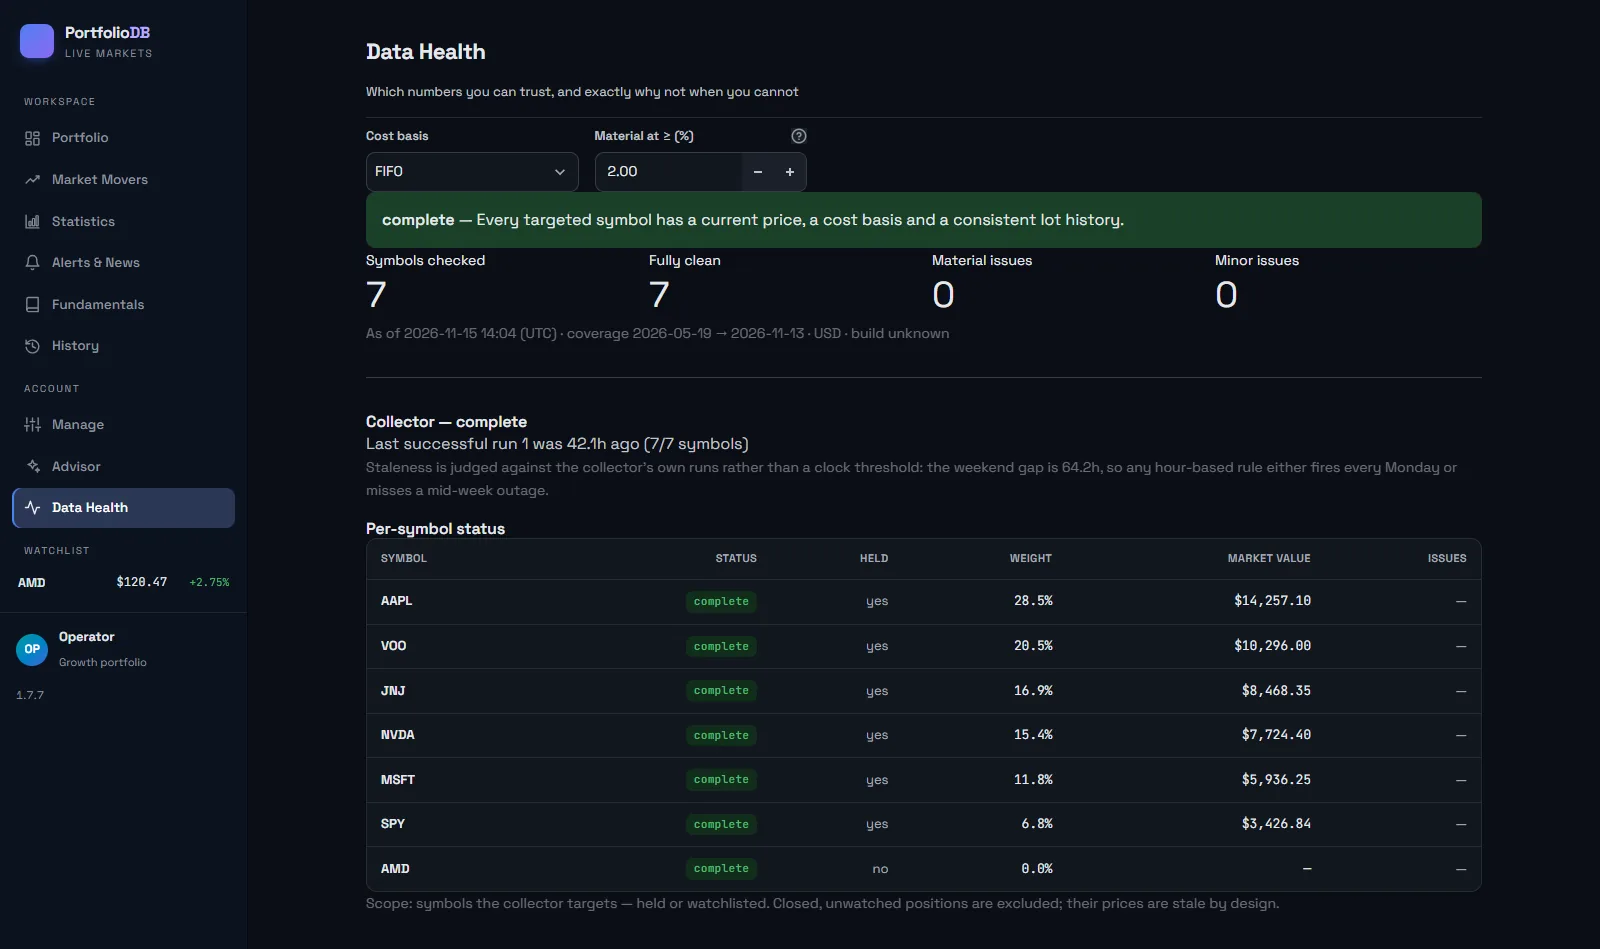 PortfolioDB
LIVE MARKETS
WORKSPACE
Portfolio
Market Movers
Statistics
Alerts & News
Fundamentals
History
ACCOUNT
Manage
Advisor
Data Health
WATCHLIST
AMD $120.47 +2.75%
OP
Operator
Growth portfolio
1.7.7
Data Health
Which numbers you can trust, and exactly why not when you cannot
Cost basis
Material at ≥ (%)
FIFO
2.00 − +
complete — Every targeted symbol has a current price, a cost basis and a consistent lot history.
Symbols checked Fully clean Material issues Minor issues
7 7 0 0
As of 2026-11-15 14:04 (UTC) · coverage 2026-05-19 → 2026-11-13 · USD · build unknown
Collector — complete
Last successful run 1 was 42.1h ago (7/7 symbols)
Staleness is judged against the collector's own runs rather than a clock threshold: the weekend gap is 64.2h, so any hour-based rule either fires every Monday or
misses a mid-week outage.
Per-symbol status
SYMBOL STATUS HELD WEIGHT MARKET VALUE ISSUES
AAPL complete yes 28.5% $14,257.10 —
VOO complete yes 20.5% $10,296.00 —
JNJ complete yes 16.9% $8,468.35 —
NVDA complete yes 15.4% $7,724.40 —
MSFT complete yes 11.8% $5,936.25 —
SPY complete yes 6.8% $3,426.84 —
AMD complete no 0.0% — —
Scope: symbols the collector targets — held or watchlisted. Closed, unwatched positions are excluded; their prices are stale by design.